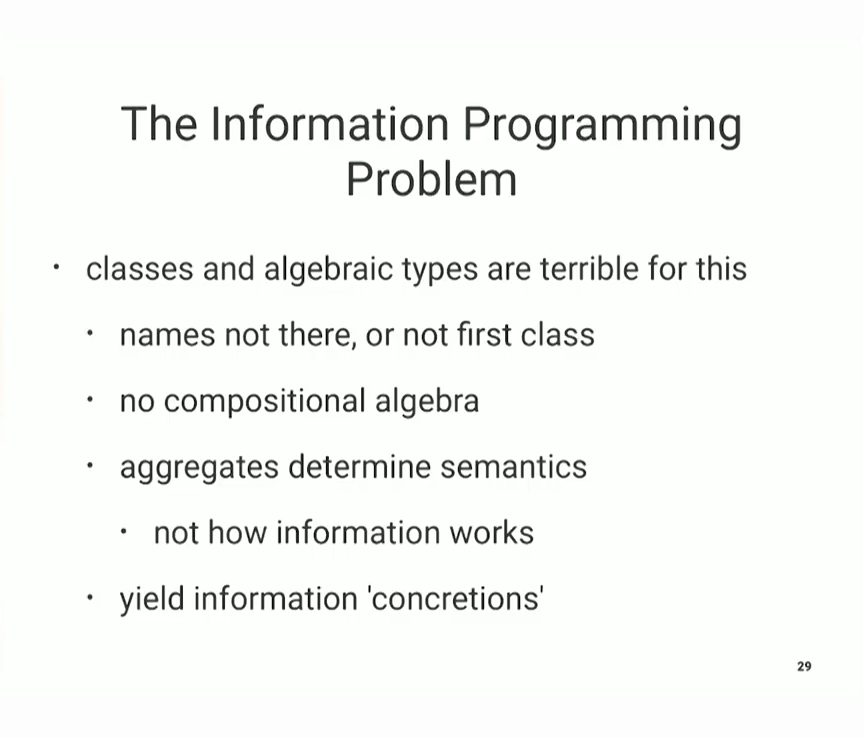 The Information Programming
Problem
• classes and algebraic types are terrible for this
• names not there, or not first class
• no compositional algebra
• aggregates determine semantics
• not how information works
• yield information 'concretions'
29